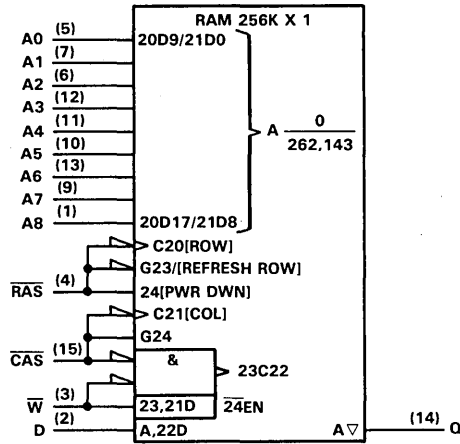 RAM 256K X 1
A0 (5) 20D9/21D0
A1 (7)
A2 (6)
A3 (12)
A4 (11)
A5 (10)
A6 (13)
A7 (9)
A8 (1) 20D17/21D8
A 0
262,143
C20[ROW]
G23/[REFRESH ROW]
RAS (4) 24[PWR DWN]
C21[COL]
G24
CAS (15) & 23C22
W (3) 23,21D 24EN
D (2) A,22D A▽ (14) Q